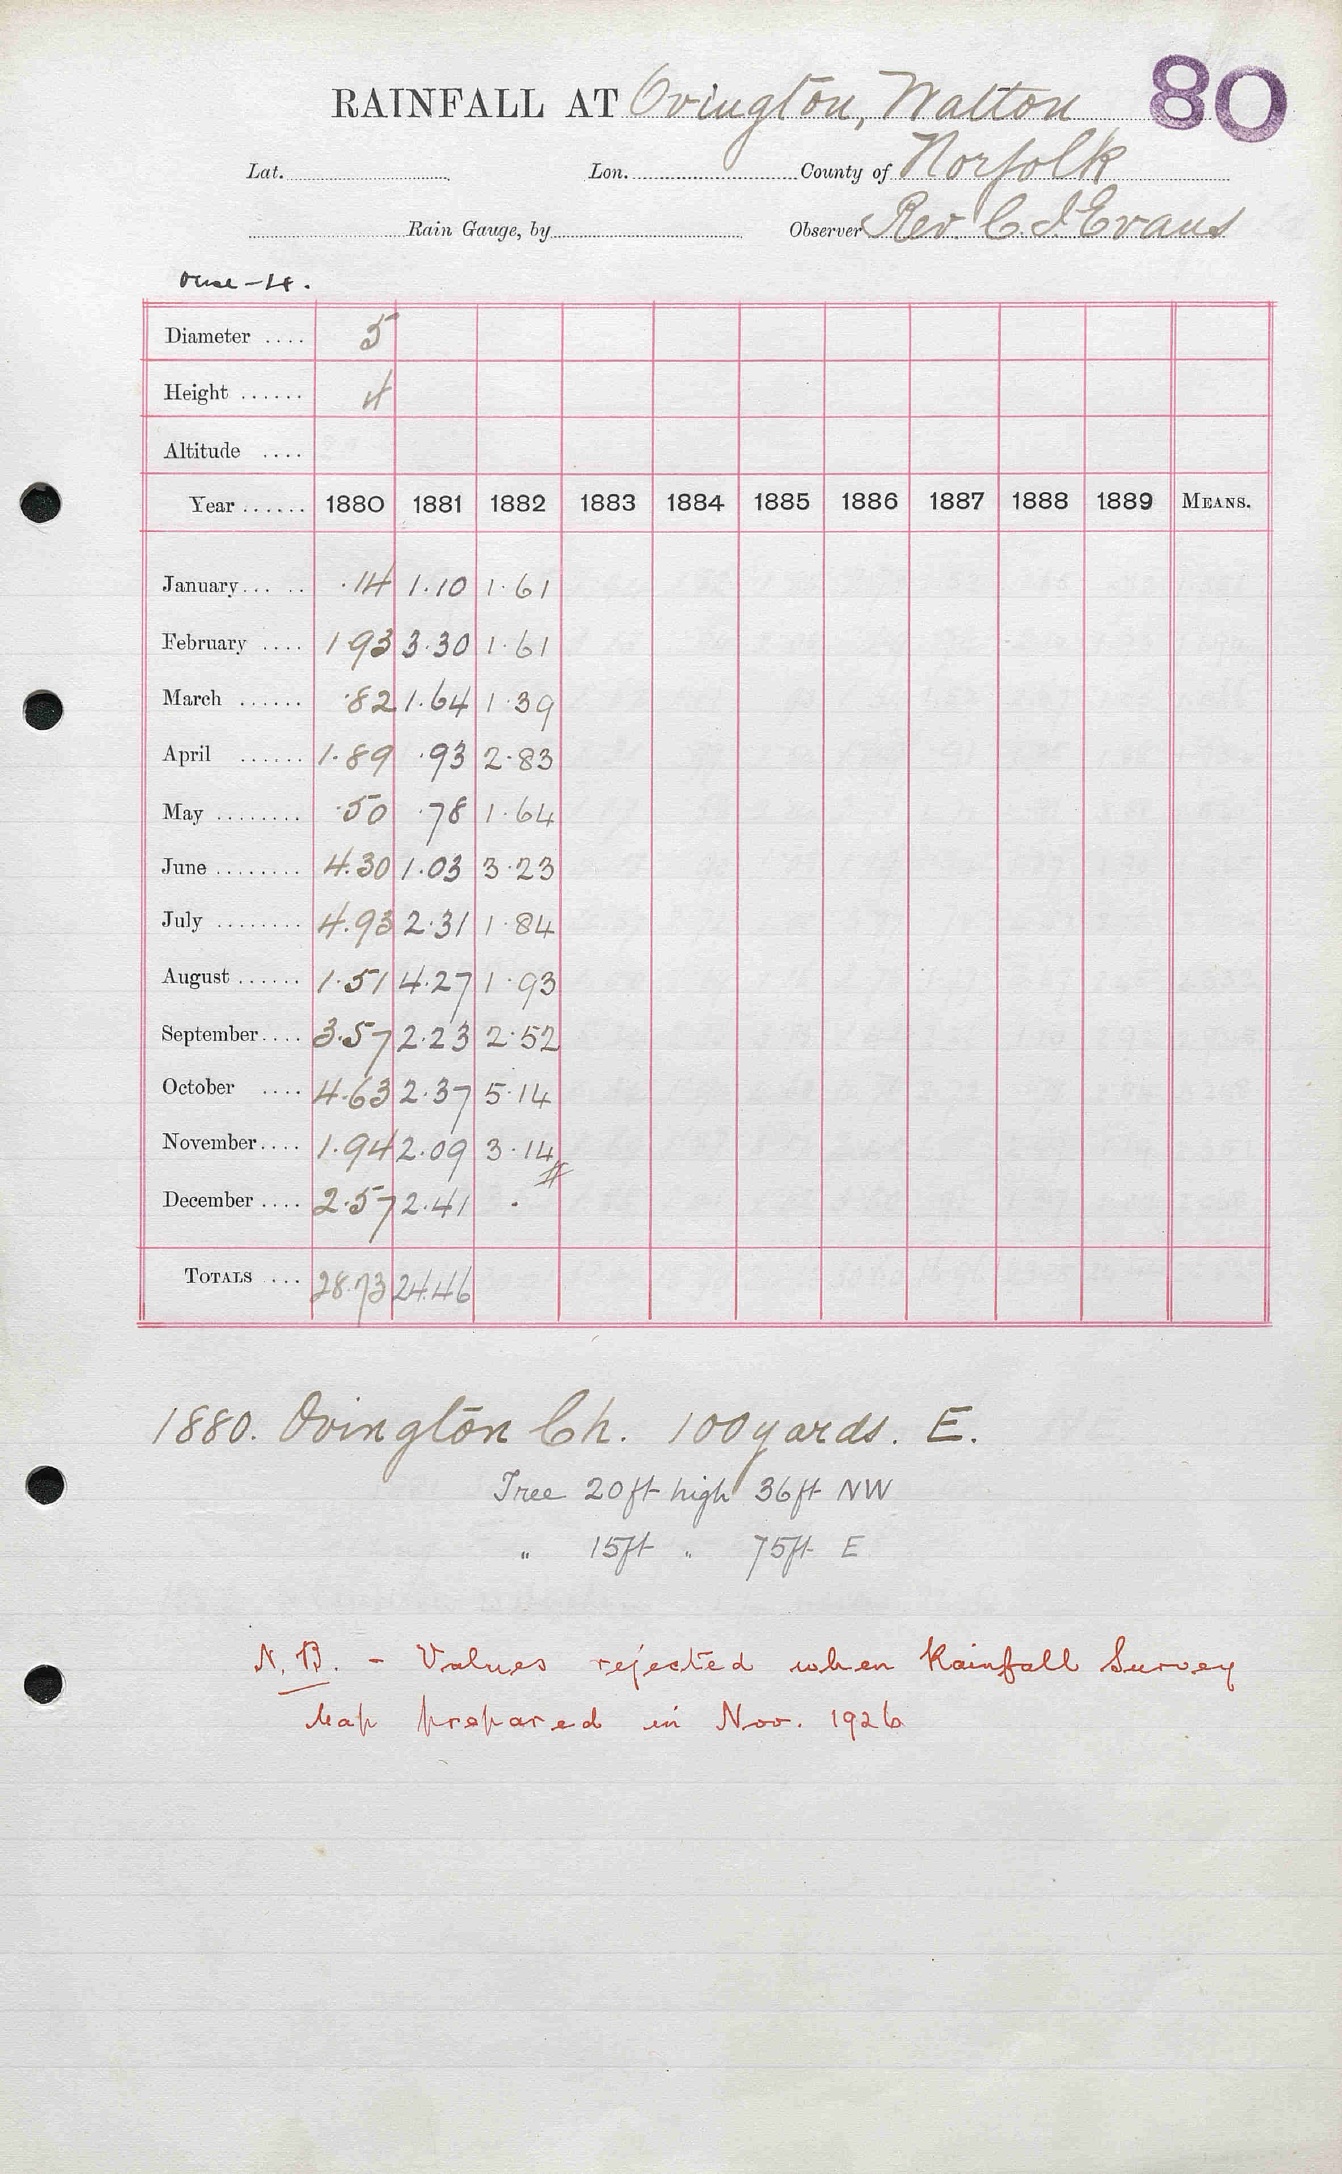 80
RAINFALL AT Ovington, Watton
Lat. Lon. County of Norfolk
Rain Gauge, by Observer Rev. C. J. Evans
Ouse - L4.
Diameter .... 5
Height ...... 4
Altitude ....
Year ...... 1880 1881 1882 1883 1884 1885 1886 1887 1888 1889 MEANS.
January... .. ·14 1.10 1·61
February .... 1·93 3·30 1·61
March ...... ·82 1·64 1·39
April ...... 1·89 ·93 2·83
May ........ ·50 ·78 1·64
June ........ 4.30 1·03 3·23
July ........ 4.93 2·31 1·84
August ...... 1·51 4·27 1·93
September.... 3·57 2·23 2·52
October .... 4·63 2·37 5·14
November.... 1·94 2·09 3·14
December .... 2·57 2·41 ·
TOTALS ... 28·73 24.46
1880. Ovington Ch. 100 yards. E.
Tree 20ft high 36ft NW
" 15ft " 75ft E
N.B. - Values rejected when Rainfall Survey
Map prepared in Nov. 1926